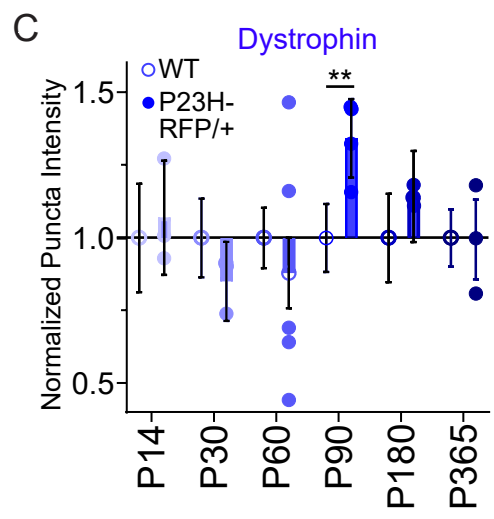 C
Dystrophin
WT
P23H-
RFP/+
**
Normalized Puncta Intensity
1.5
1.0
0.5
P14
P30
P60
P90
P180
P365